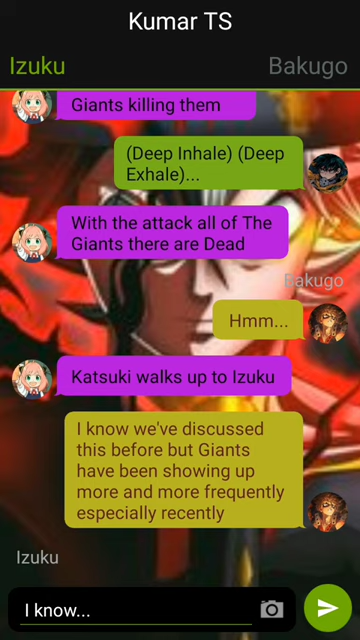 Kumar TS
Izuku Bakugo
Giants killing them
(Deep Inhale) (Deep
Exhale)...
With the attack all of The
Giants there are Dead
Bakugo
Hmm...
Katsuki walks up to Izuku
I know we've discussed
this before but Giants
have been showing up
more and more frequently
especially recently
Izuku
I know...